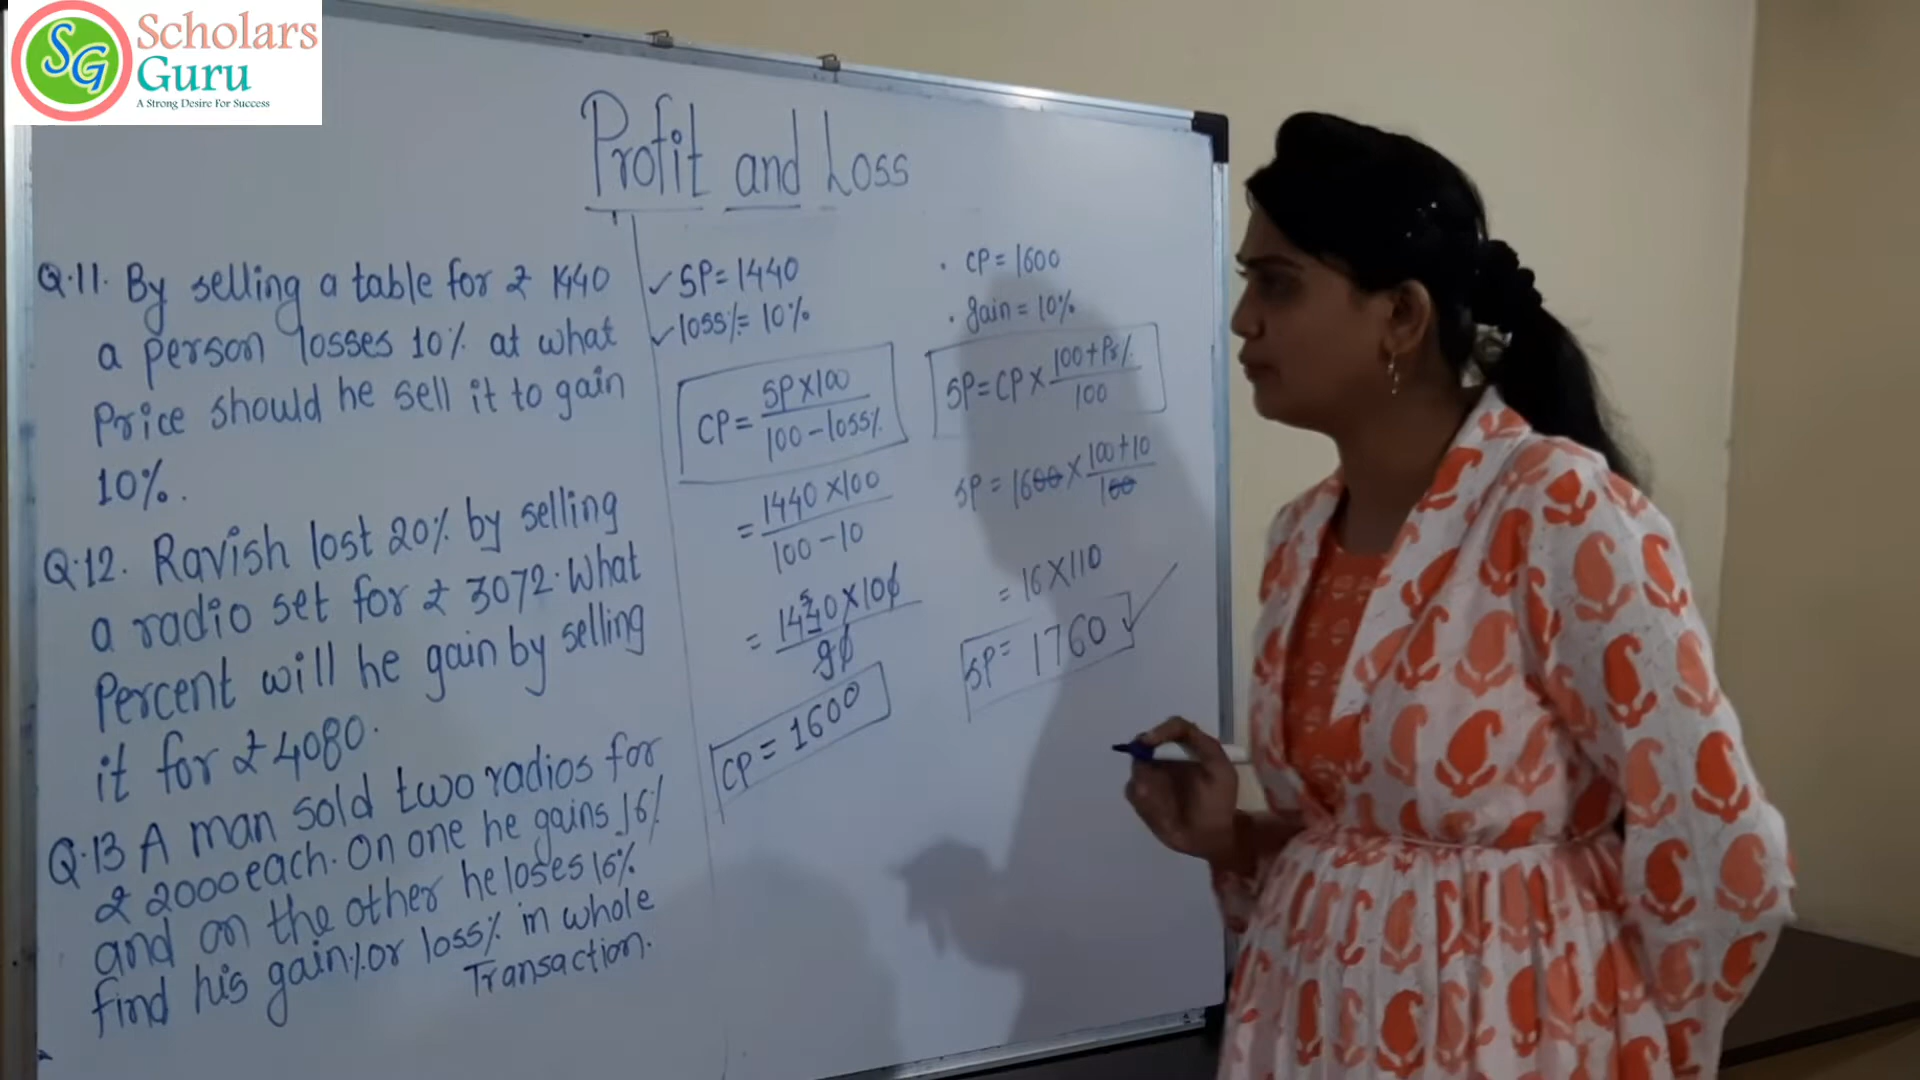 Scholars
Guru
A Strong Desire For Success
SG
Profit and Loss
Q.11. By selling a table for ₹ 1440
a person losses 10% at what
Price should he sell it to gain
10%.
Q.12. Ravish lost 20% by selling
a radio set for ₹ 3072. What
Percent will he gain by selling
it for ₹ 4080.
Q.13 A man sold two radios for
₹ 2000 each. On one he gains 16%
and on the other he loses 16%.
find his gain% or loss% in whole
Transaction.
✓ SP = 1440
✓ loss% = 10%
CP = SP × 100
100 - loss%
= 1440 × 100
100 - 10
5
= 1440 × 100
90
CP = 1600
. CP = 1600
. gain = 10%
SP = CP × 100 + Pr%
100
SP = 1600 × 100 + 10
100
= 16 × 110
SP = 1760 ✓